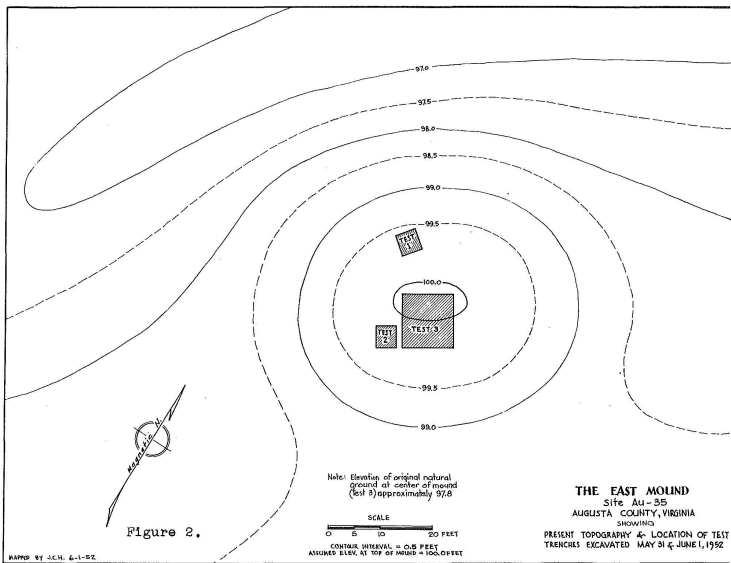 97.0
97.5
98.0
98.5
99.0
99.5
TEST
1
100.0
TEST 3
TEST
2
99.5
99.0
Magnetic N.
Note: Elevation of original natural
ground at center of mound
(Test 3) approximately 97.8
SCALE
0 5 10 20 FEET
CONTOUR INTERVAL = 0.5 FEET
ASSUMED ELEV. AT TOP OF MOUND = 100.0 FEET
Figure 2.
MAPPED BY J.C.H. 6-1-52
THE EAST MOUND
Site Au-35
AUGUSTA COUNTY, VIRGINIA
SHOWING
PRESENT TOPOGRAPHY & LOCATION OF TEST
TRENCHES EXCAVATED MAY 31 & JUNE 1, 1952